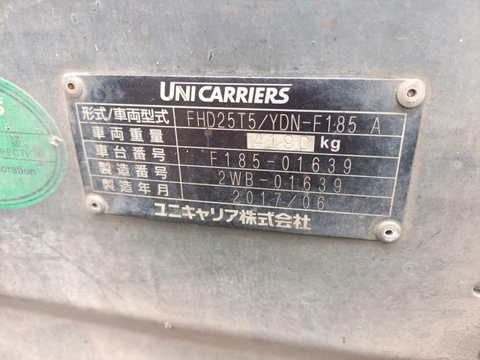 UNICARRIERS
形式/車両型式 FHD25T5/YDN-F185 A
車両重量 4190 kg
車台番号 F185-01639
製造番号 2WB-01639
製造年月 2017/06
ユニキャリア株式会社